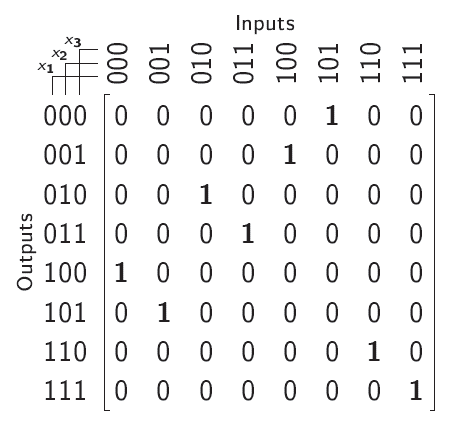 Inputs
x₃
x₂
x₁
000 001 010 011 100 101 110 111
Outputs
000 0 0 0 0 0 1 0 0
001 0 0 0 0 1 0 0 0
010 0 0 1 0 0 0 0 0
011 0 0 0 1 0 0 0 0
100 1 0 0 0 0 0 0 0
101 0 1 0 0 0 0 0 0
110 0 0 0 0 0 0 1 0
111 0 0 0 0 0 0 0 1